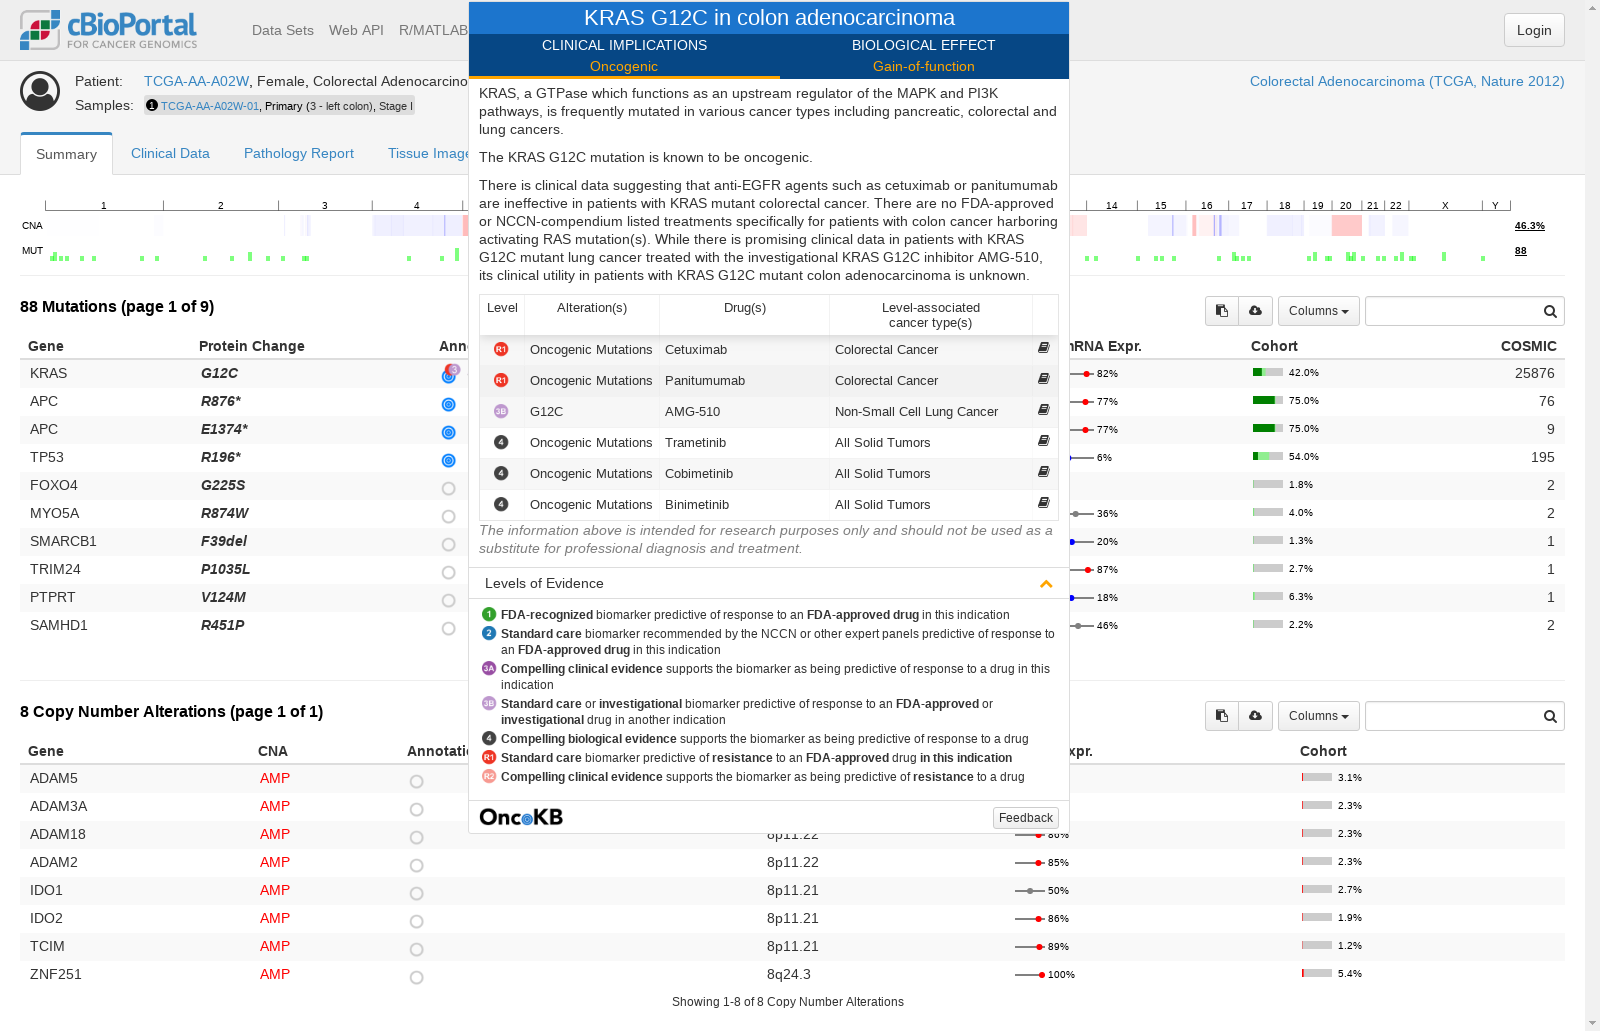 cBioPortal
FOR CANCER GENOMICS
Data Sets Web API R/MATLAB
Login
Patient: TCGA-AA-A02W, Female, Colorectal Adenocarcino
Colorectal Adenocarcinoma (TCGA, Nature 2012)
Samples: 1 TCGA-AA-A02W-01, Primary (3 - left colon), Stage I
Summary Clinical Data Pathology Report Tissue Image
KRAS G12C in colon adenocarcinoma
CLINICAL IMPLICATIONS BIOLOGICAL EFFECT
Oncogenic Gain-of-function
KRAS, a GTPase which functions as an upstream regulator of the MAPK and PI3K
pathways, is frequently mutated in various cancer types including pancreatic, colorectal and
lung cancers.
The KRAS G12C mutation is known to be oncogenic.
There is clinical data suggesting that anti-EGFR agents such as cetuximab or panitumumab
are ineffective in patients with KRAS mutant colorectal cancer. There are no FDA-approved
or NCCN-compendium listed treatments specifically for patients with colon cancer harboring
activating RAS mutation(s). While there is promising clinical data in patients with KRAS
G12C mutant lung cancer treated with the investigational KRAS G12C inhibitor AMG-510,
its clinical utility in patients with KRAS G12C mutant colon adenocarcinoma is unknown.
Level Alteration(s) Drug(s) Level-associated
cancer type(s)
R1 Oncogenic Mutations Cetuximab Colorectal Cancer
R1 Oncogenic Mutations Panitumumab Colorectal Cancer
3B G12C AMG-510 Non-Small Cell Lung Cancer
4 Oncogenic Mutations Trametinib All Solid Tumors
4 Oncogenic Mutations Cobimetinib All Solid Tumors
4 Oncogenic Mutations Binimetinib All Solid Tumors
The information above is intended for research purposes only and should not be used as a
substitute for professional diagnosis and treatment.
Levels of Evidence
1 FDA-recognized biomarker predictive of response to an FDA-approved drug in this indication
2 Standard care biomarker recommended by the NCCN or other expert panels predictive of response to
an FDA-approved drug in this indication
3A Compelling clinical evidence supports the biomarker as being predictive of response to a drug in this
indication
3B Standard care or investigational biomarker predictive of response to an FDA-approved or
investigational drug in another indication
4 Compelling biological evidence supports the biomarker as being predictive of response to a drug
R1 Standard care biomarker predictive of resistance to an FDA-approved drug in this indication
R2 Compelling clinical evidence supports the biomarker as being predictive of resistance to a drug
OncoKB Feedback
1 2 3 4 14 15 16 17 18 19 20 21 22 X Y
CNA 46.3%
MUT 88
88 Mutations (page 1 of 9)
Columns
Gene Protein Change Ann mRNA Expr. Cohort COSMIC
KRAS G12C 3 82% 42.0% 25876
APC R876* 77% 75.0% 76
APC E1374* 77% 75.0% 9
TP53 R196* 6% 54.0% 195
FOXO4 G225S 1.8% 2
MYO5A R874W 36% 4.0% 2
SMARCB1 F39del 20% 1.3% 1
TRIM24 P1035L 87% 2.7% 1
PTPRT V124M 18% 6.3% 1
SAMHD1 R451P 46% 2.2% 2
8 Copy Number Alterations (page 1 of 1)
Columns
Gene CNA Annotatio xpr. Cohort
ADAM5 AMP 3.1%
ADAM3A AMP 2.3%
ADAM18 AMP 8p11.22 86% 2.3%
ADAM2 AMP 8p11.22 85% 2.3%
IDO1 AMP 8p11.21 50% 2.7%
IDO2 AMP 8p11.21 86% 1.9%
TCIM AMP 8p11.21 89% 1.2%
ZNF251 AMP 8q24.3 100% 5.4%
Showing 1-8 of 8 Copy Number Alterations